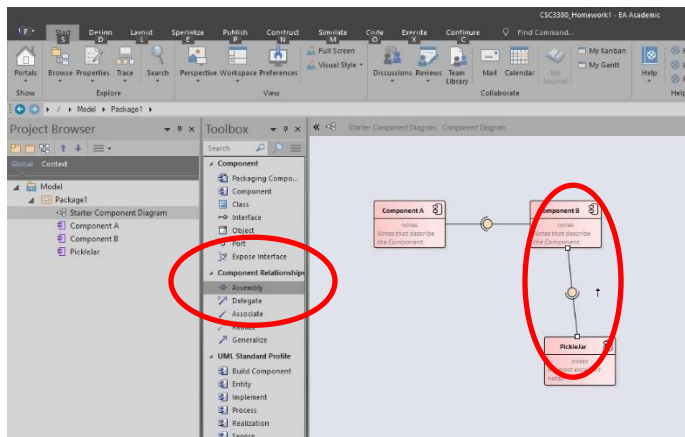 CSC3380_Homework1 - EA Academic
Start Design Layout Specialize Publish Construct Simulate Code Execute Configure Find Command...
S D L E P N M O X C
Full Screen
Visual Style
My Kanban
My Gantt
Portals Browse Properties Trace Search Perspective Workspace Preferences Discussions Reviews Team Library Mail Calendar My Journal Help
Show Explore View Collaborate Help
Model Package1
Project Browser
Global Context
Model
Package1
Starter Component Diagram
Component A
Component B
PickleJar
Toolbox
Search
Component
Packaging Compo...
Component
Class
Interface
Object
Port
Expose Interface
Component Relationships
Assembly
Delegate
Associate
Realize
Generalize
UML Standard Profile
Build Component
Entity
Implement
Process
Realization
Service
Starter Component Diagram. Component Diagram
Component A
notes
Notes that describe
the Component.
Component B
notes
Notes that describe
the Component.
PickleJar
notes
most excellent